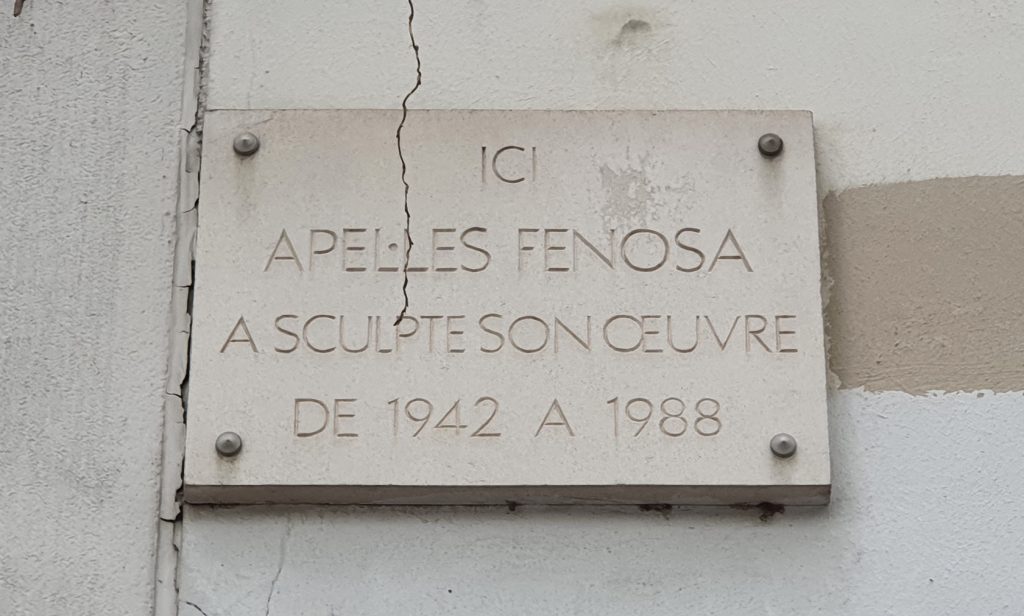 ICI
APEL·LES FENOSA
A SCULPTE SON ŒUVRE
DE 1942 A 1988